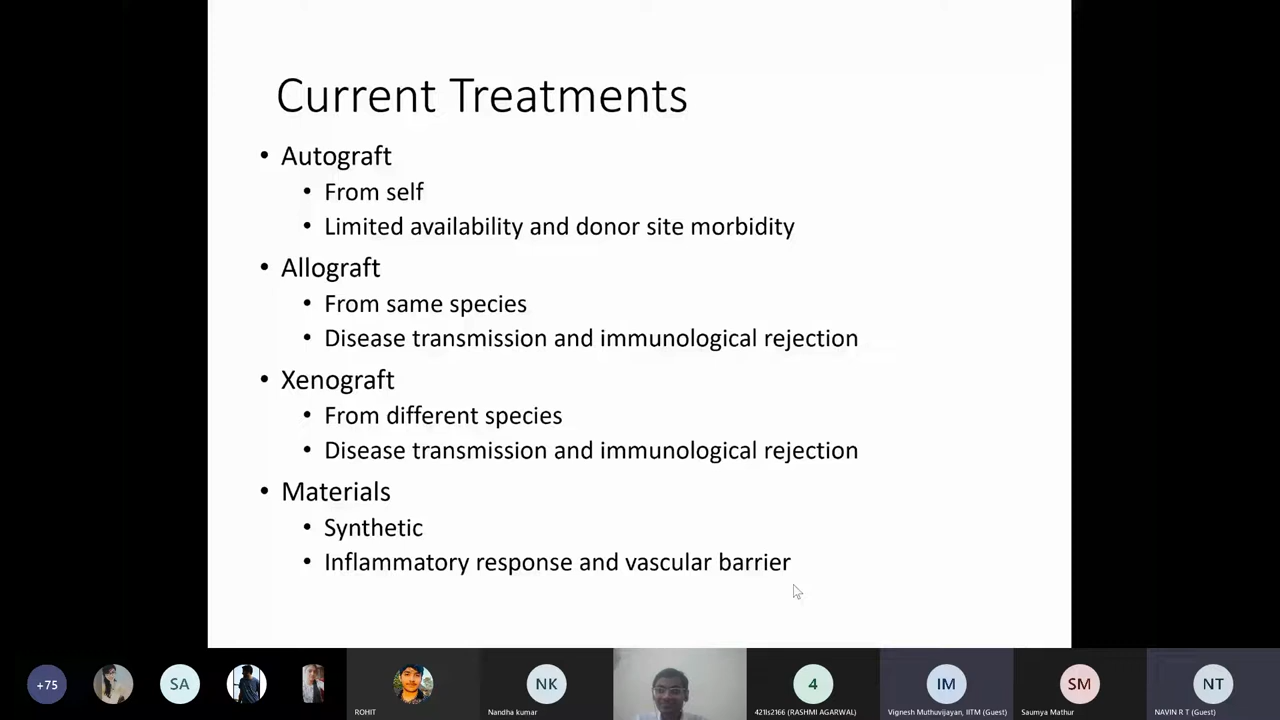 Current Treatments
• Autograft
• From self
• Limited availability and donor site morbidity
• Allograft
• From same species
• Disease transmission and immunological rejection
• Xenograft
• From different species
• Disease transmission and immunological rejection
• Materials
• Synthetic
• Inflammatory response and vascular barrier
+75
SA
NK
4
IM
SM
NT
ROHIT
Nandha kumar
421ls2166 (RASHMI AGARWAL)
Vignesh Muthuvijayan, IITM (Guest)
Saumya Mathur
NAVIN R T (Guest)